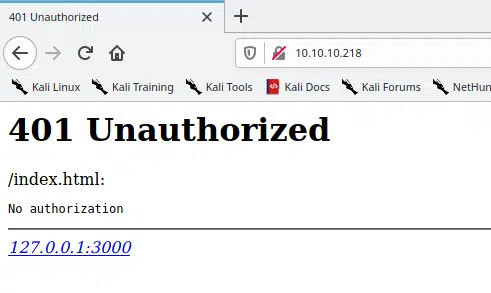 401 Unauthorized
10.10.10.218
Kali Linux Kali Training Kali Tools Kali Docs Kali Forums
401 Unauthorized
/index.html:
No authorization
127.0.0.1:3000